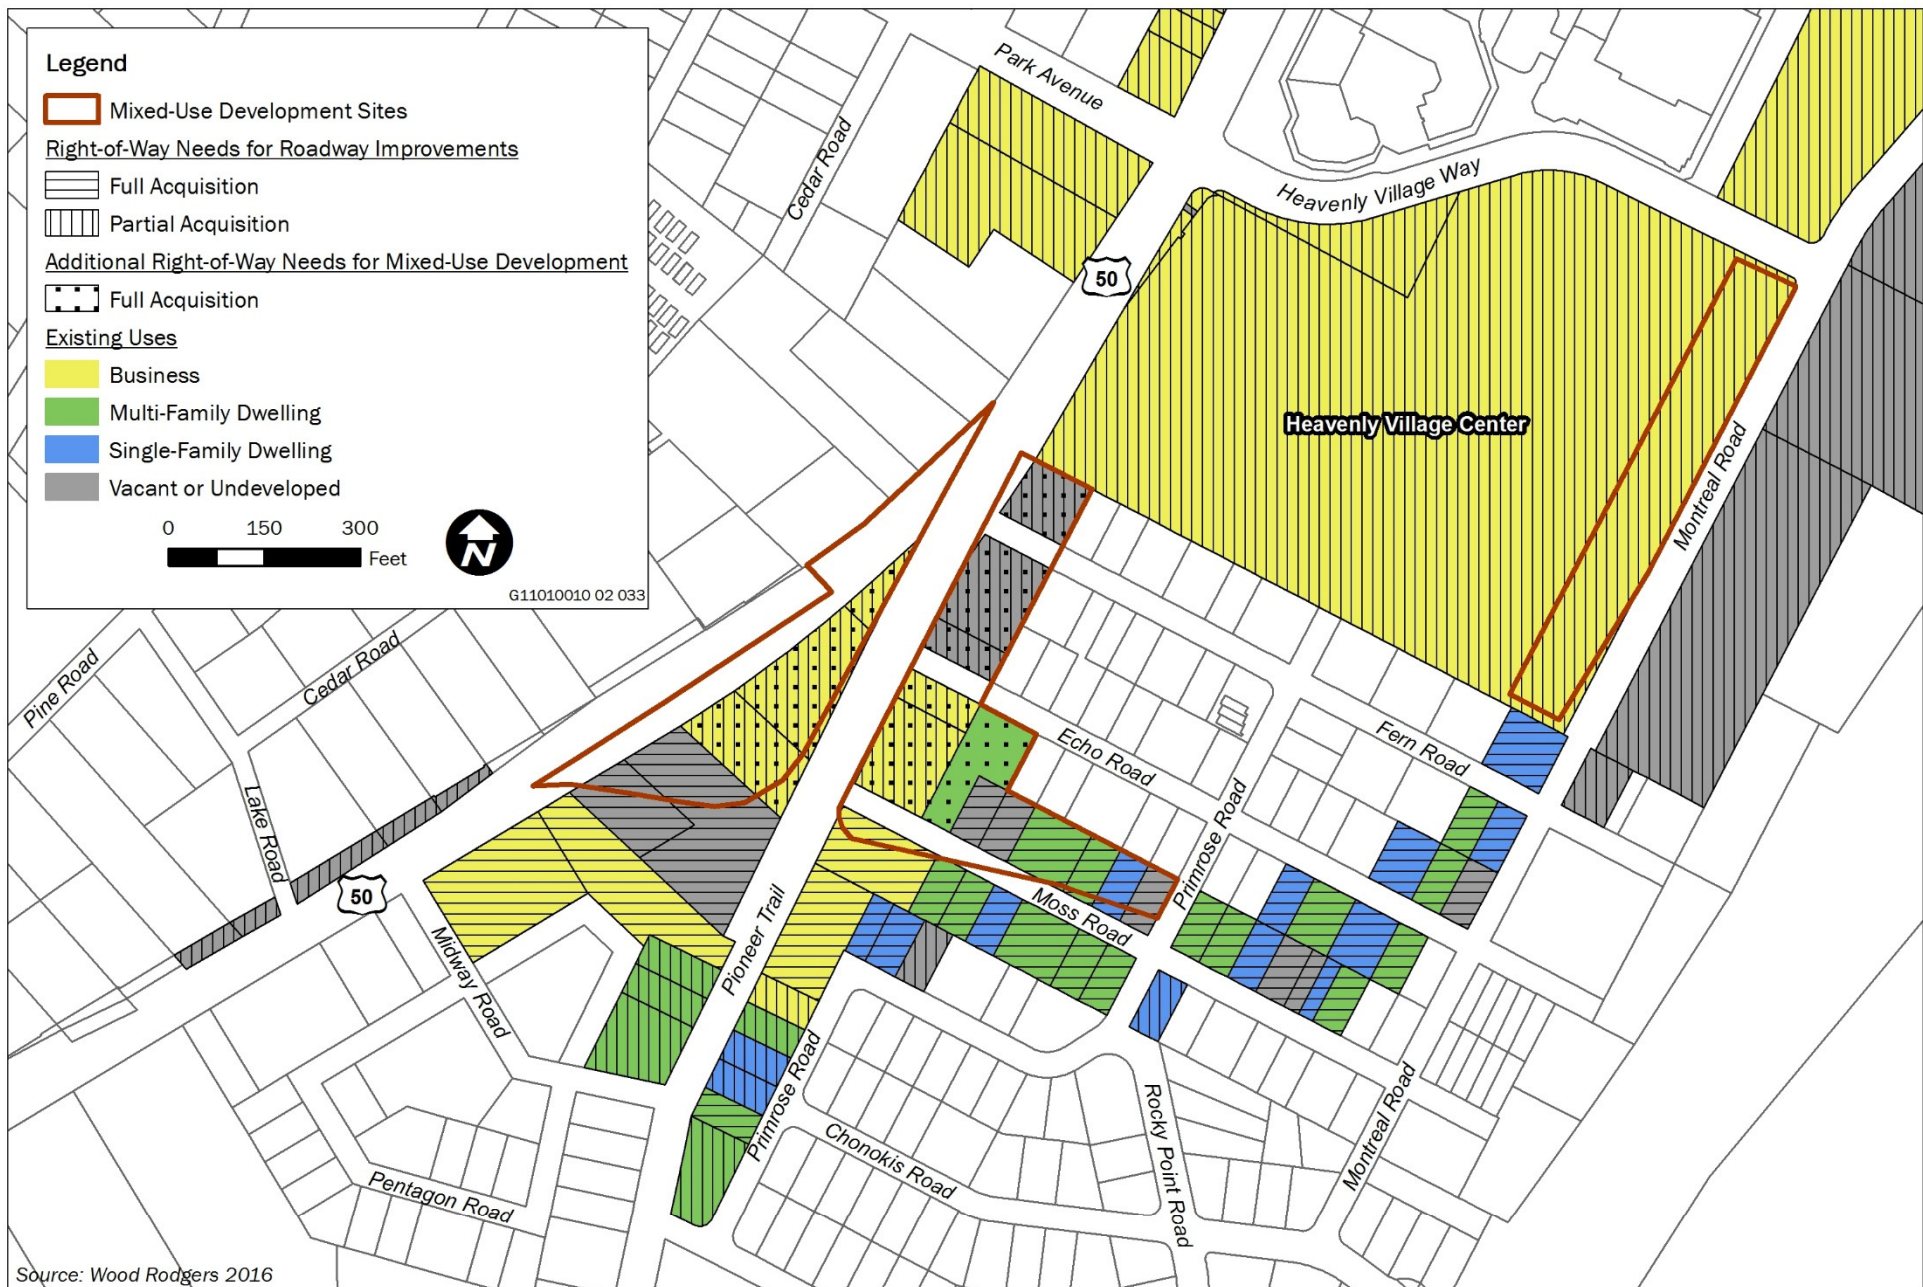 Legend
Mixed-Use Development Sites
Right-of-Way Needs for Roadway Improvements
Full Acquisition
Partial Acquisition
Additional Right-of-Way Needs for Mixed-Use Development
Full Acquisition
Existing Uses
Business
Multi-Family Dwelling
Single-Family Dwelling
Vacant or Undeveloped
0 150 300
Feet
N
G11010010 02 033
Park Avenue
Cedar Road
Heavenly Village Way
50
Heavenly Village Center
Montreal Road
Pine Road
Cedar Road
Lake Road
50
Echo Road
Fern Road
Primrose Road
Moss Road
Midway Road
Pioneer Trail
Primrose Road
Chonokis Road
Rocky Point Road
Montreal Road
Pentagon Road
Source: Wood Rodgers 2016